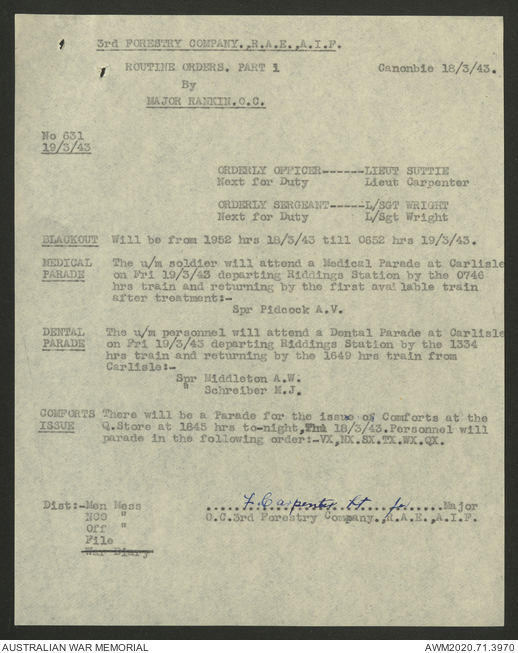 3rd FORESTRY COMPANY.,R.A.E.,A.I.F.
ROUTINE ORDERS. PART 1
Canonbie 18/3/43.
By
MAJOR RANKIN.O.C.
No 631
19/3/43
ORDERLY OFFICER------LIEUT SUTTIE
Next for Duty Lieut Carpenter
ORDERLY SERGEANT-----L/SGT WRIGHT
Next for Duty L/Sgt Wright
BLACKOUT Will be from 1952 hrs 18/3/43 till 0652 hrs 19/3/43.
MEDICAL The u/m soldier will attend a Medical Parade at Carlisle
PARADE on Fri 19/3/43 departing Riddings Station by the 0746
hrs train and returning by the first available train
after treatment:-
Spr Pidcock A.V.
DENTAL The u/m personnel will attend a Dental Parade at Carlisle
PARADE on Fri 19/3/43 departing Riddings Station by the 1334
hrs train and returning by the 1649 hrs train from
Carlisle:-
Spr Middleton A.W.
" Schreiber M.J.
COMFORTS There will be a Parade for the issue of Comforts at the
ISSUE Q.Store at 1845 hrs to-night,Thu 18/3/43.Personnel will
parade in the following order:-VX,NX.SX.TX.WX.QX.
Dist:-Men Mess
NCO "
Off "
File
War Diary
F. Carpenter Lt for Major
O.C.3rd Forestry Company.,R.A.E.,A.I.F.
AUSTRALIAN WAR MEMORIAL
AWM2020.71.3970